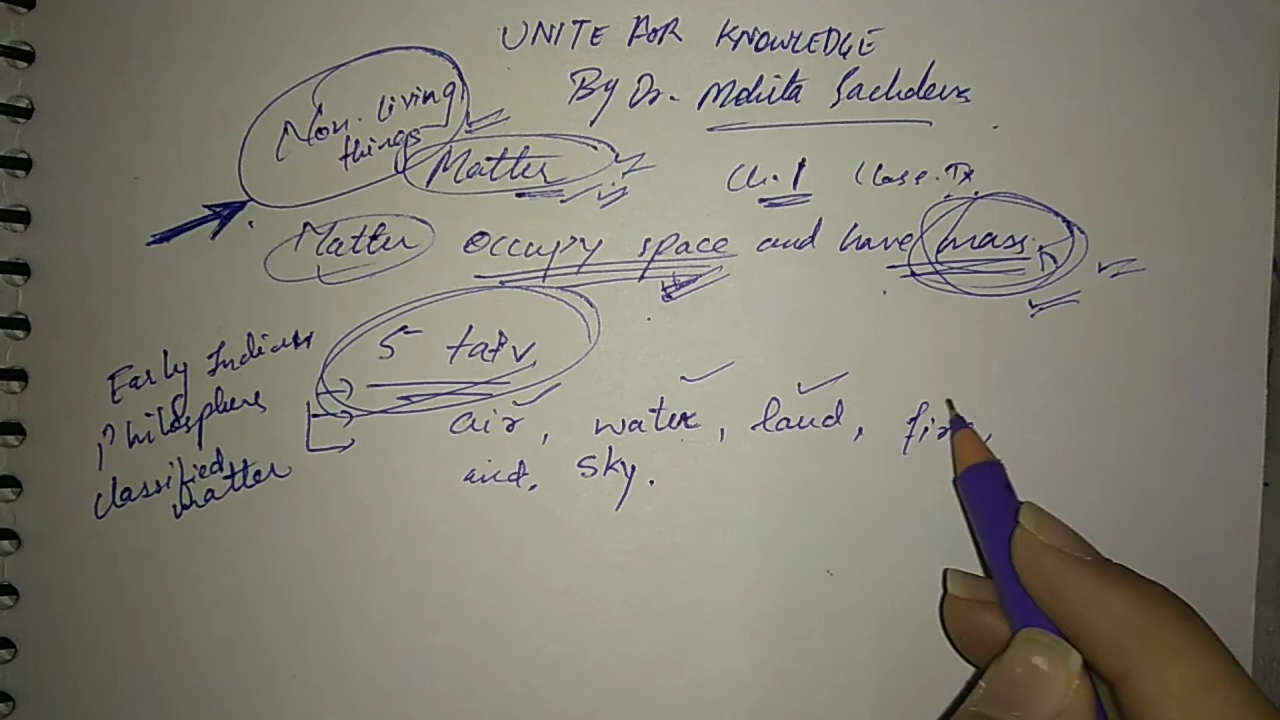 UNITE FOR KNOWLEDGE
By Dr. Mohita Sachdeva
Non. living
things
Matter
Ch. 1 Class. IX
Matter occupy space and have mass.
5 tatv
Early Indian
Philosphers
classified
matter
air, water, land, fire,
and, sky.